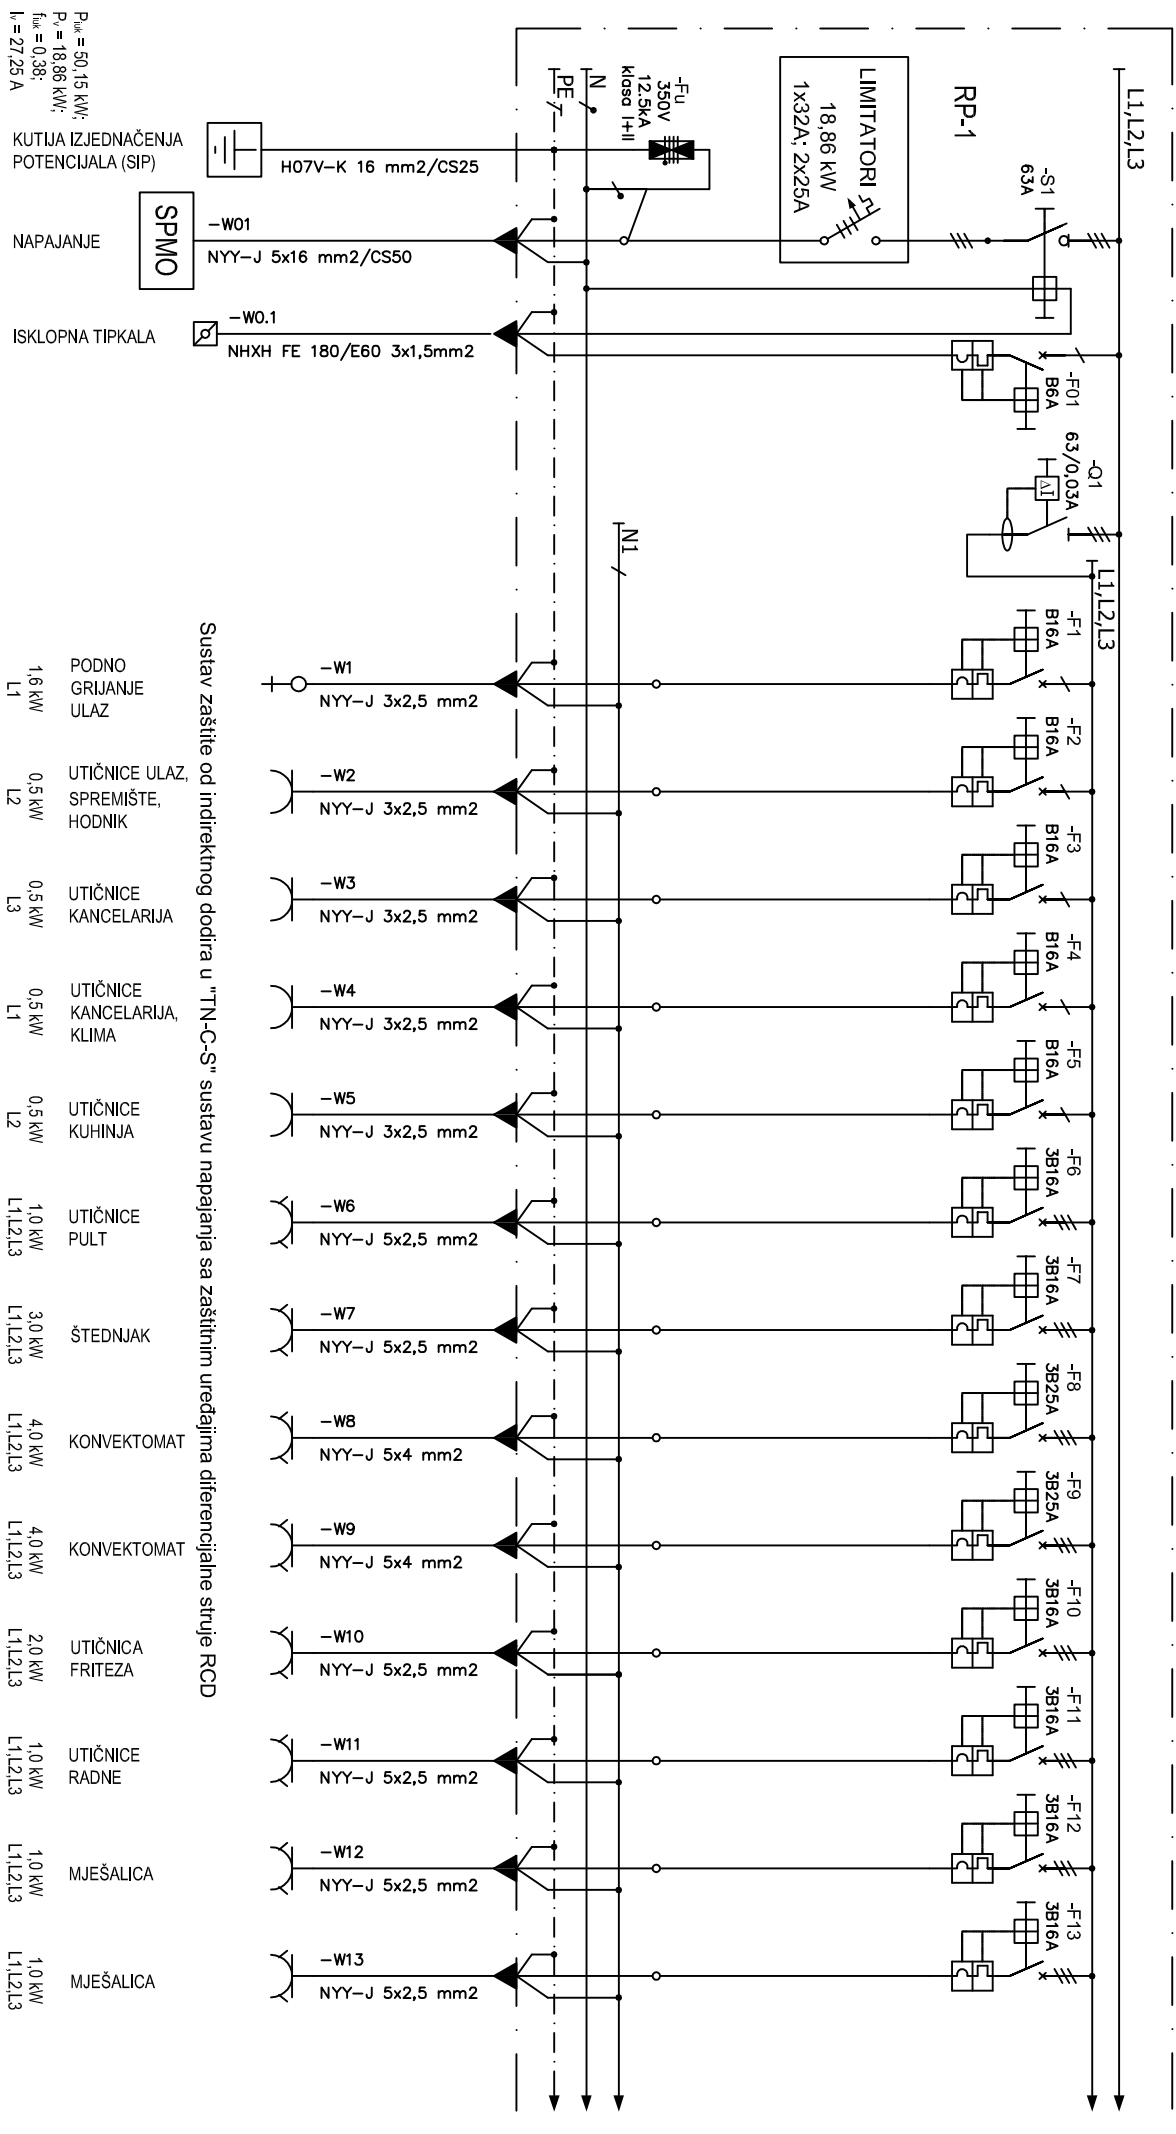 L1,L2,L3
RP-1
LIMITATORI
18,86 kW
1x32A; 2x25A
-S1
63A
-Fu
350V
12.5kA
klasa I+II
N
PE
Pᵤₖ = 50,15 kW;
Pᵥ = 18,86 kW;
fᵤₖ = 0,38;
Iᵥ = 27,25 A
KUTIJA IZJEDNAČENJA
POTENCIJALA (SIP)
H07V-K 16 mm2/CS25
NAPAJANJE
SPMO
-W01
NYY-J 5x16 mm2/CS50
ISKLOPNA TIPKALA
-W0.1
NHXH FE 180/E60 3x1,5mm2
-F01
B6A
-Q1
63/0,03A
ΔI
N1
L1,L2,L3
Sustav zaštite od indirektnog dodira u "TN-C-S" sustavu napajanja sa zaštitnim uređajima diferencijalne struje RCD
-F1
B16A
-W1
NYY-J 3x2,5 mm2
PODNO
GRIJANJE
ULAZ
1,6 kW
L1
-F2
B16A
-W2
NYY-J 3x2,5 mm2
UTIČNICE ULAZ,
SPREMIŠTE,
HODNIK
0,5 kW
L2
-F3
B16A
-W3
NYY-J 3x2,5 mm2
UTIČNICE
KANCELARIJA
0,5 kW
L3
-F4
B16A
-W4
NYY-J 3x2,5 mm2
UTIČNICE
KANCELARIJA,
KLIMA
0,5 kW
L1
-F5
B16A
-W5
NYY-J 3x2,5 mm2
UTIČNICE
KUHINJA
0,5 kW
L2
-F6
3B16A
-W6
NYY-J 5x2,5 mm2
UTIČNICE
PULT
1,0 kW
L1,L2,L3
-F7
3B16A
-W7
NYY-J 5x2,5 mm2
ŠTEDNJAK
3,0 kW
L1,L2,L3
-F8
3B25A
-W8
NYY-J 5x4 mm2
KONVEKTOMAT
4,0 kW
L1,L2,L3
-F9
3B25A
-W9
NYY-J 5x4 mm2
KONVEKTOMAT
4,0 kW
L1,L2,L3
-F10
3B16A
-W10
NYY-J 5x2,5 mm2
UTIČNICA
FRITEZA
2,0 kW
L1,L2,L3
-F11
3B16A
-W11
NYY-J 5x2,5 mm2
UTIČNICE
RADNE
1,0 kW
L1,L2,L3
-F12
3B16A
-W12
NYY-J 5x2,5 mm2
MJEŠALICA
1,0 kW
L1,L2,L3
-F13
3B16A
-W13
NYY-J 5x2,5 mm2
MJEŠALICA
1,0 kW
L1,L2,L3